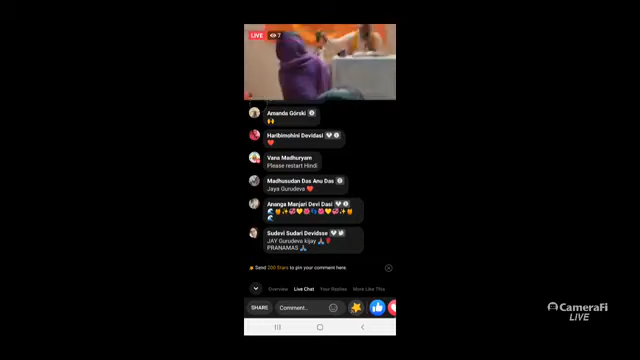 LIVE 7
Amanda Górski
Haribimohini Devidasi
Vana Madhuryam
Please restart Hindi
Madhusudan Das Anu Das
Jaya Gurudeva
Ananga Manjari Devi Dasi
Sudevi Sudari Devidsse
JAY Gurudeva kijay
PRANAMAS
Send 200 Stars to pin your comment here.
Overview Live Chat Your Replies More Like This
SHARE Comment...
CameraFi
LIVE